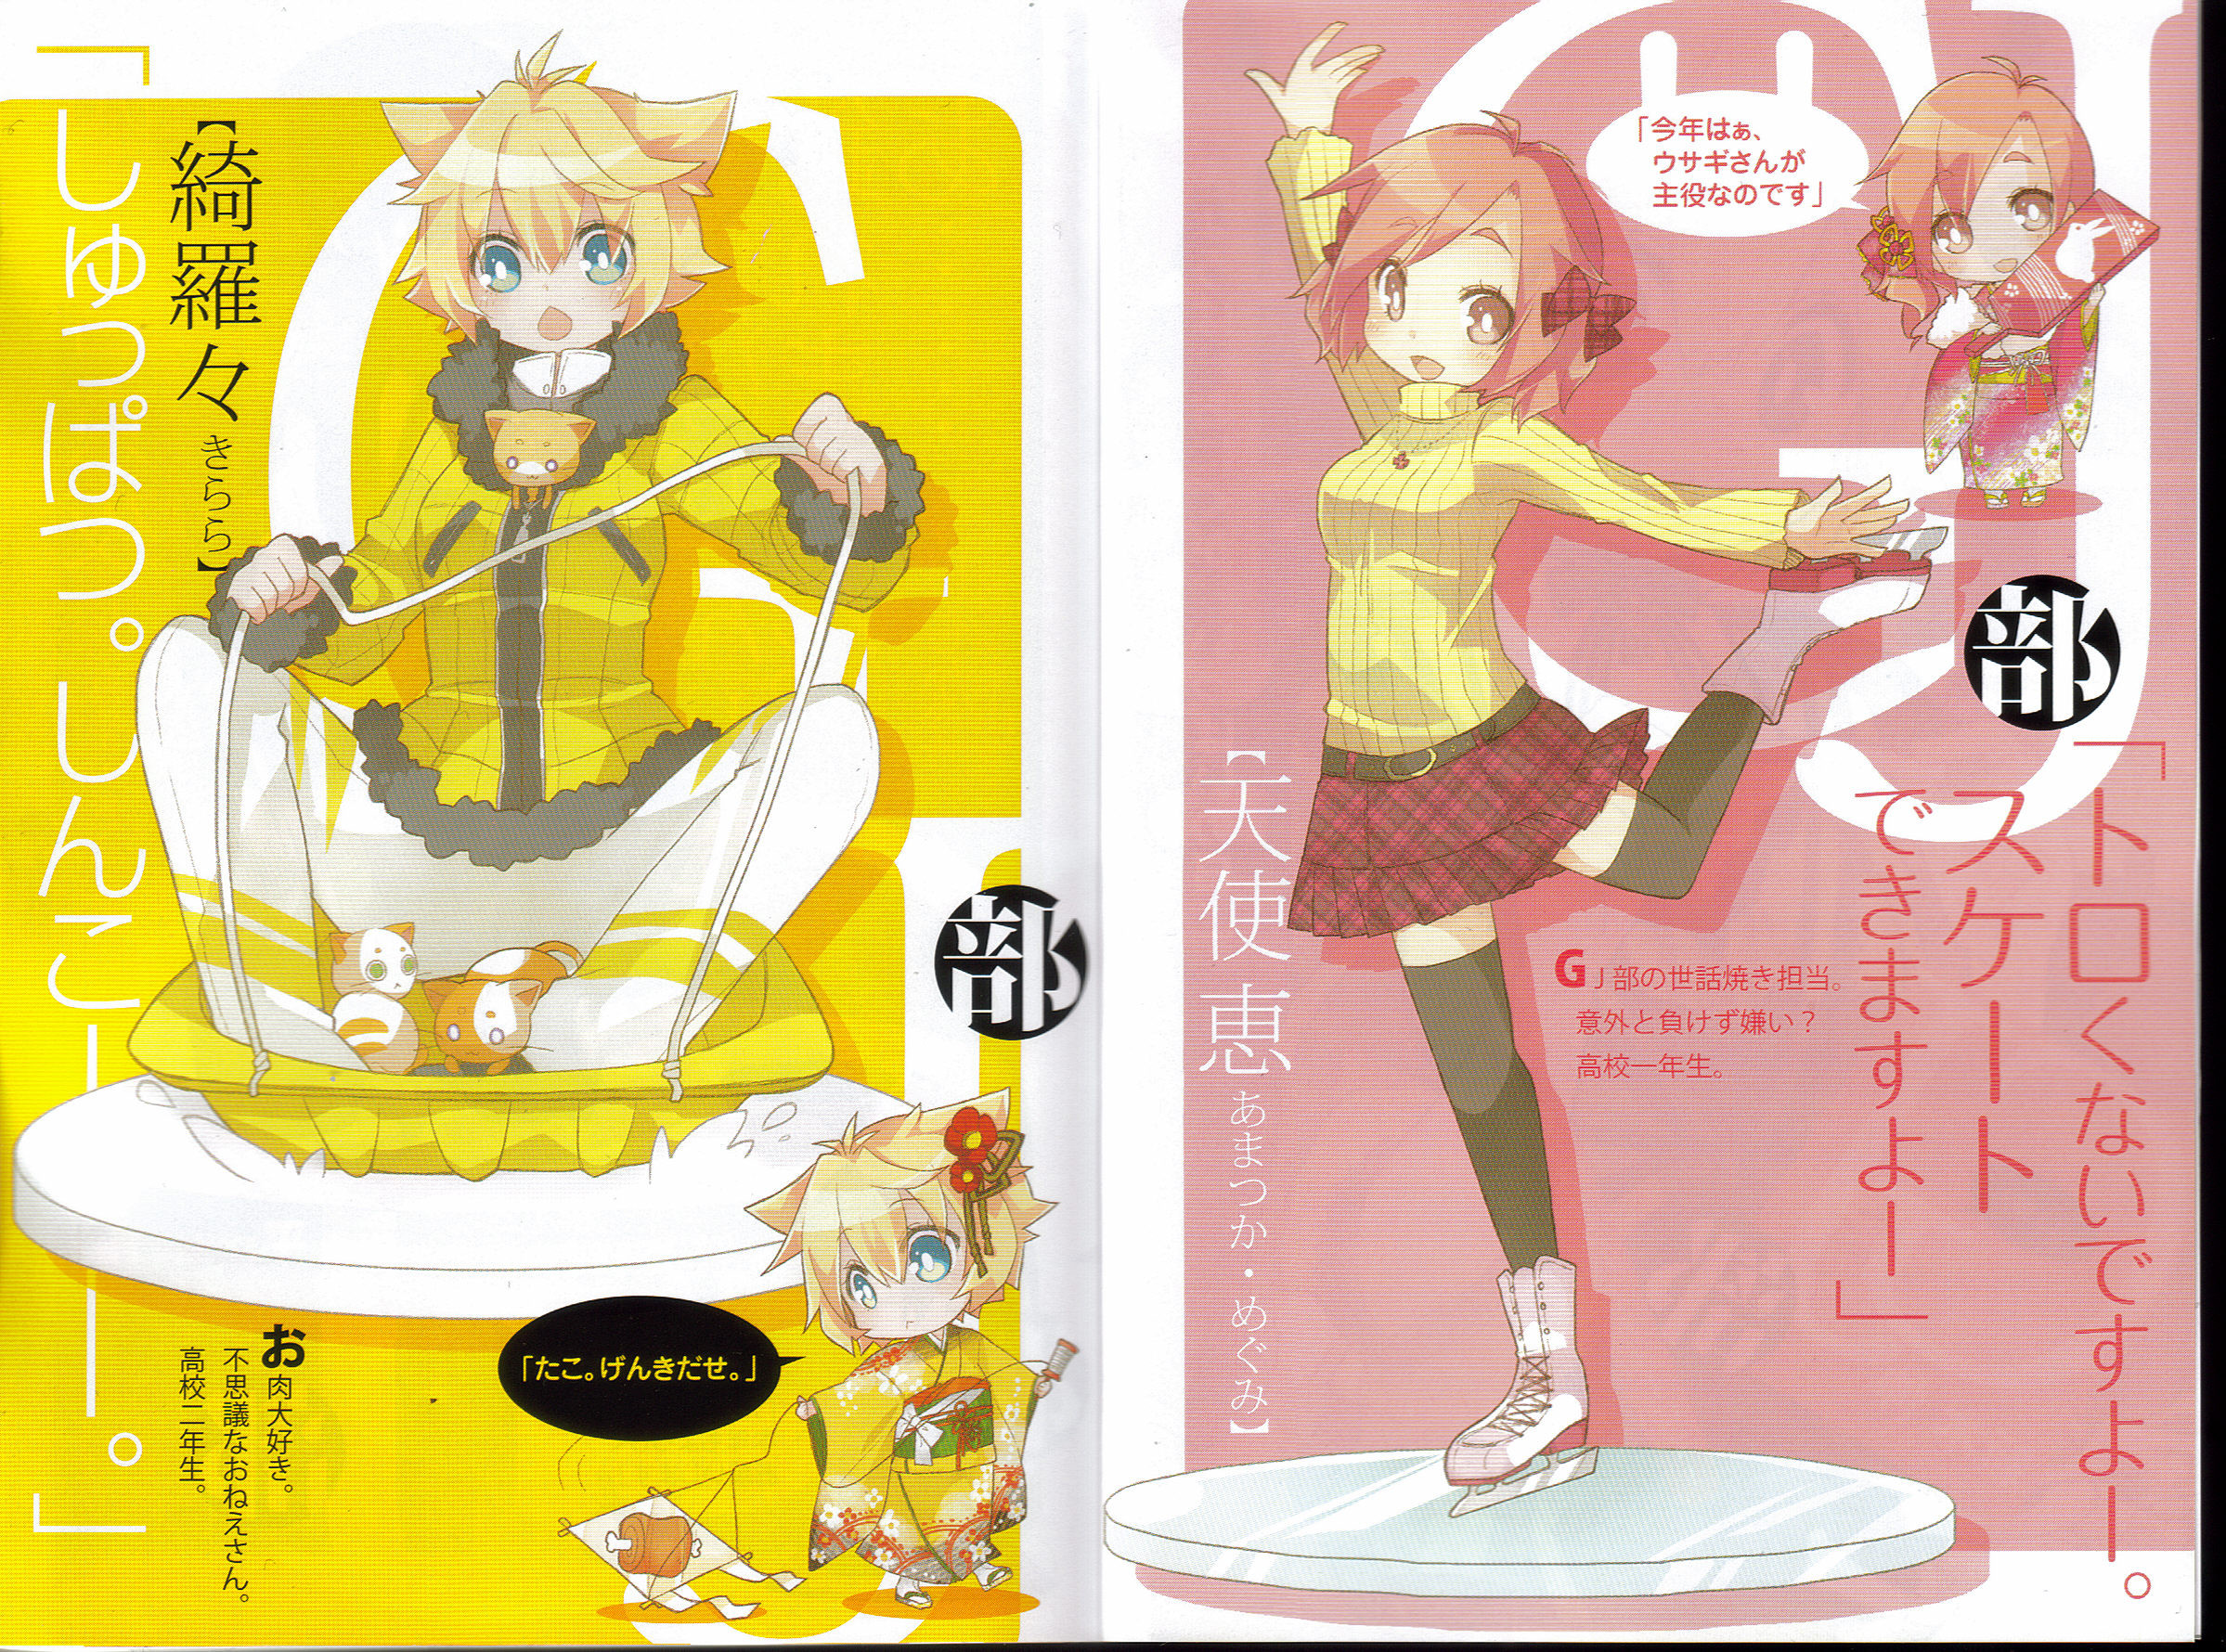 「トロくないですよー。
スケート
できますよー」
部
「今年はぁ、
ウサギさんが
主役なのです」
GJ部の世話焼き担当。
意外と負けず嫌い?
高校一年生。
【天使 恵 あまつか・めぐみ】
部
【綺羅々 きらら】
「しゅっぱつ。しんこーーー。」
「たこ。げんきだせ。」
お肉大好き。
不思議なおねえさん。
高校二年生。